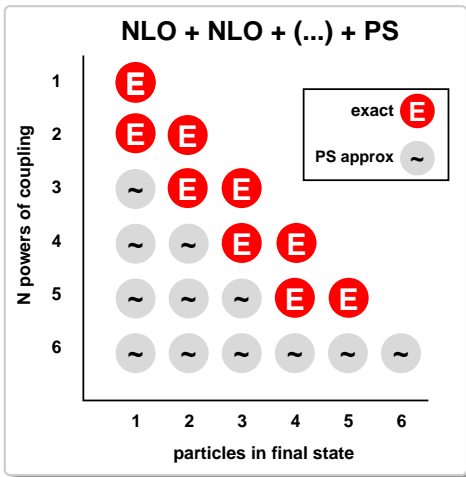 NLO + NLO + (...) + PS
1 E
2 E E
3 ~ E E
4 ~ ~ E E
5 ~ ~ ~ E E
6 ~ ~ ~ ~ ~ ~
exact E
PS approx ~
N powers of coupling
1 2 3 4 5 6
particles in final state